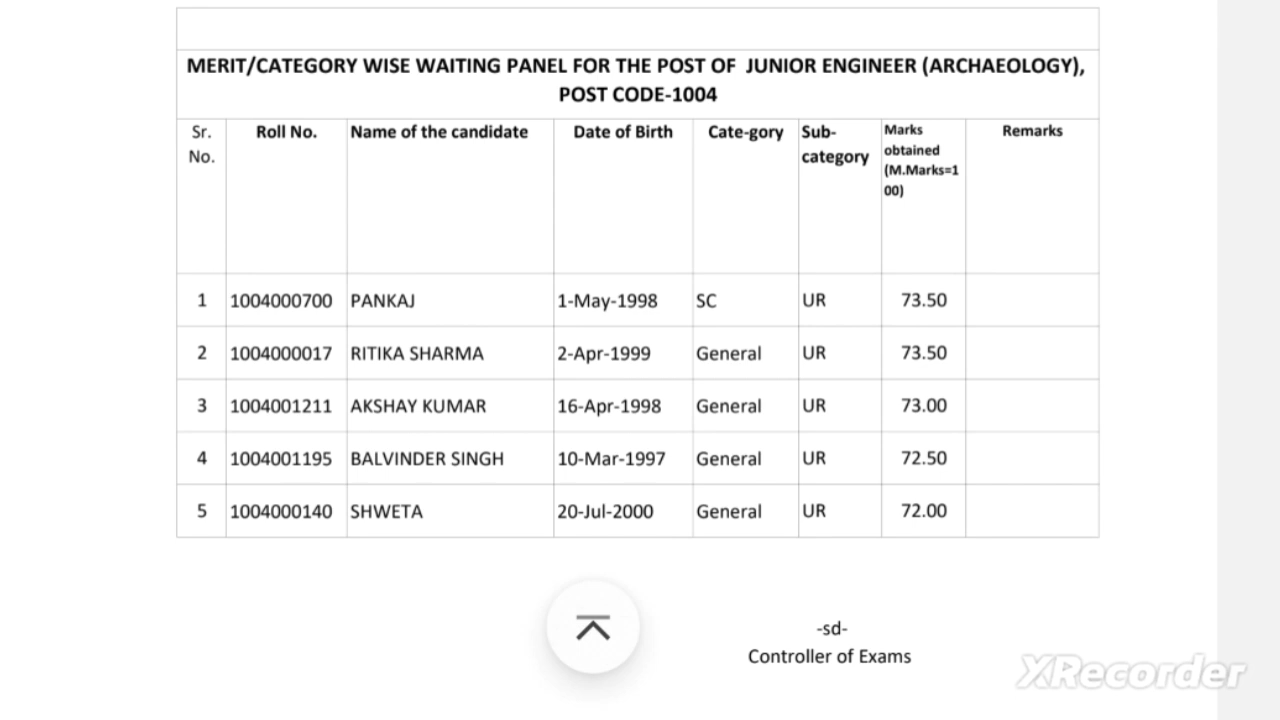 MERIT/CATEGORY WISE WAITING PANEL FOR THE POST OF JUNIOR ENGINEER (ARCHAEOLOGY),
POST CODE-1004
Sr. No. Roll No. Name of the candidate Date of Birth Cate-gory Sub-category Marks obtained (M.Marks=100) Remarks
1 1004000700 PANKAJ 1-May-1998 SC UR 73.50
2 1004000017 RITIKA SHARMA 2-Apr-1999 General UR 73.50
3 1004001211 AKSHAY KUMAR 16-Apr-1998 General UR 73.00
4 1004001195 BALVINDER SINGH 10-Mar-1997 General UR 72.50
5 1004000140 SHWETA 20-Jul-2000 General UR 72.00
-sd-
Controller of Exams
XRecorder